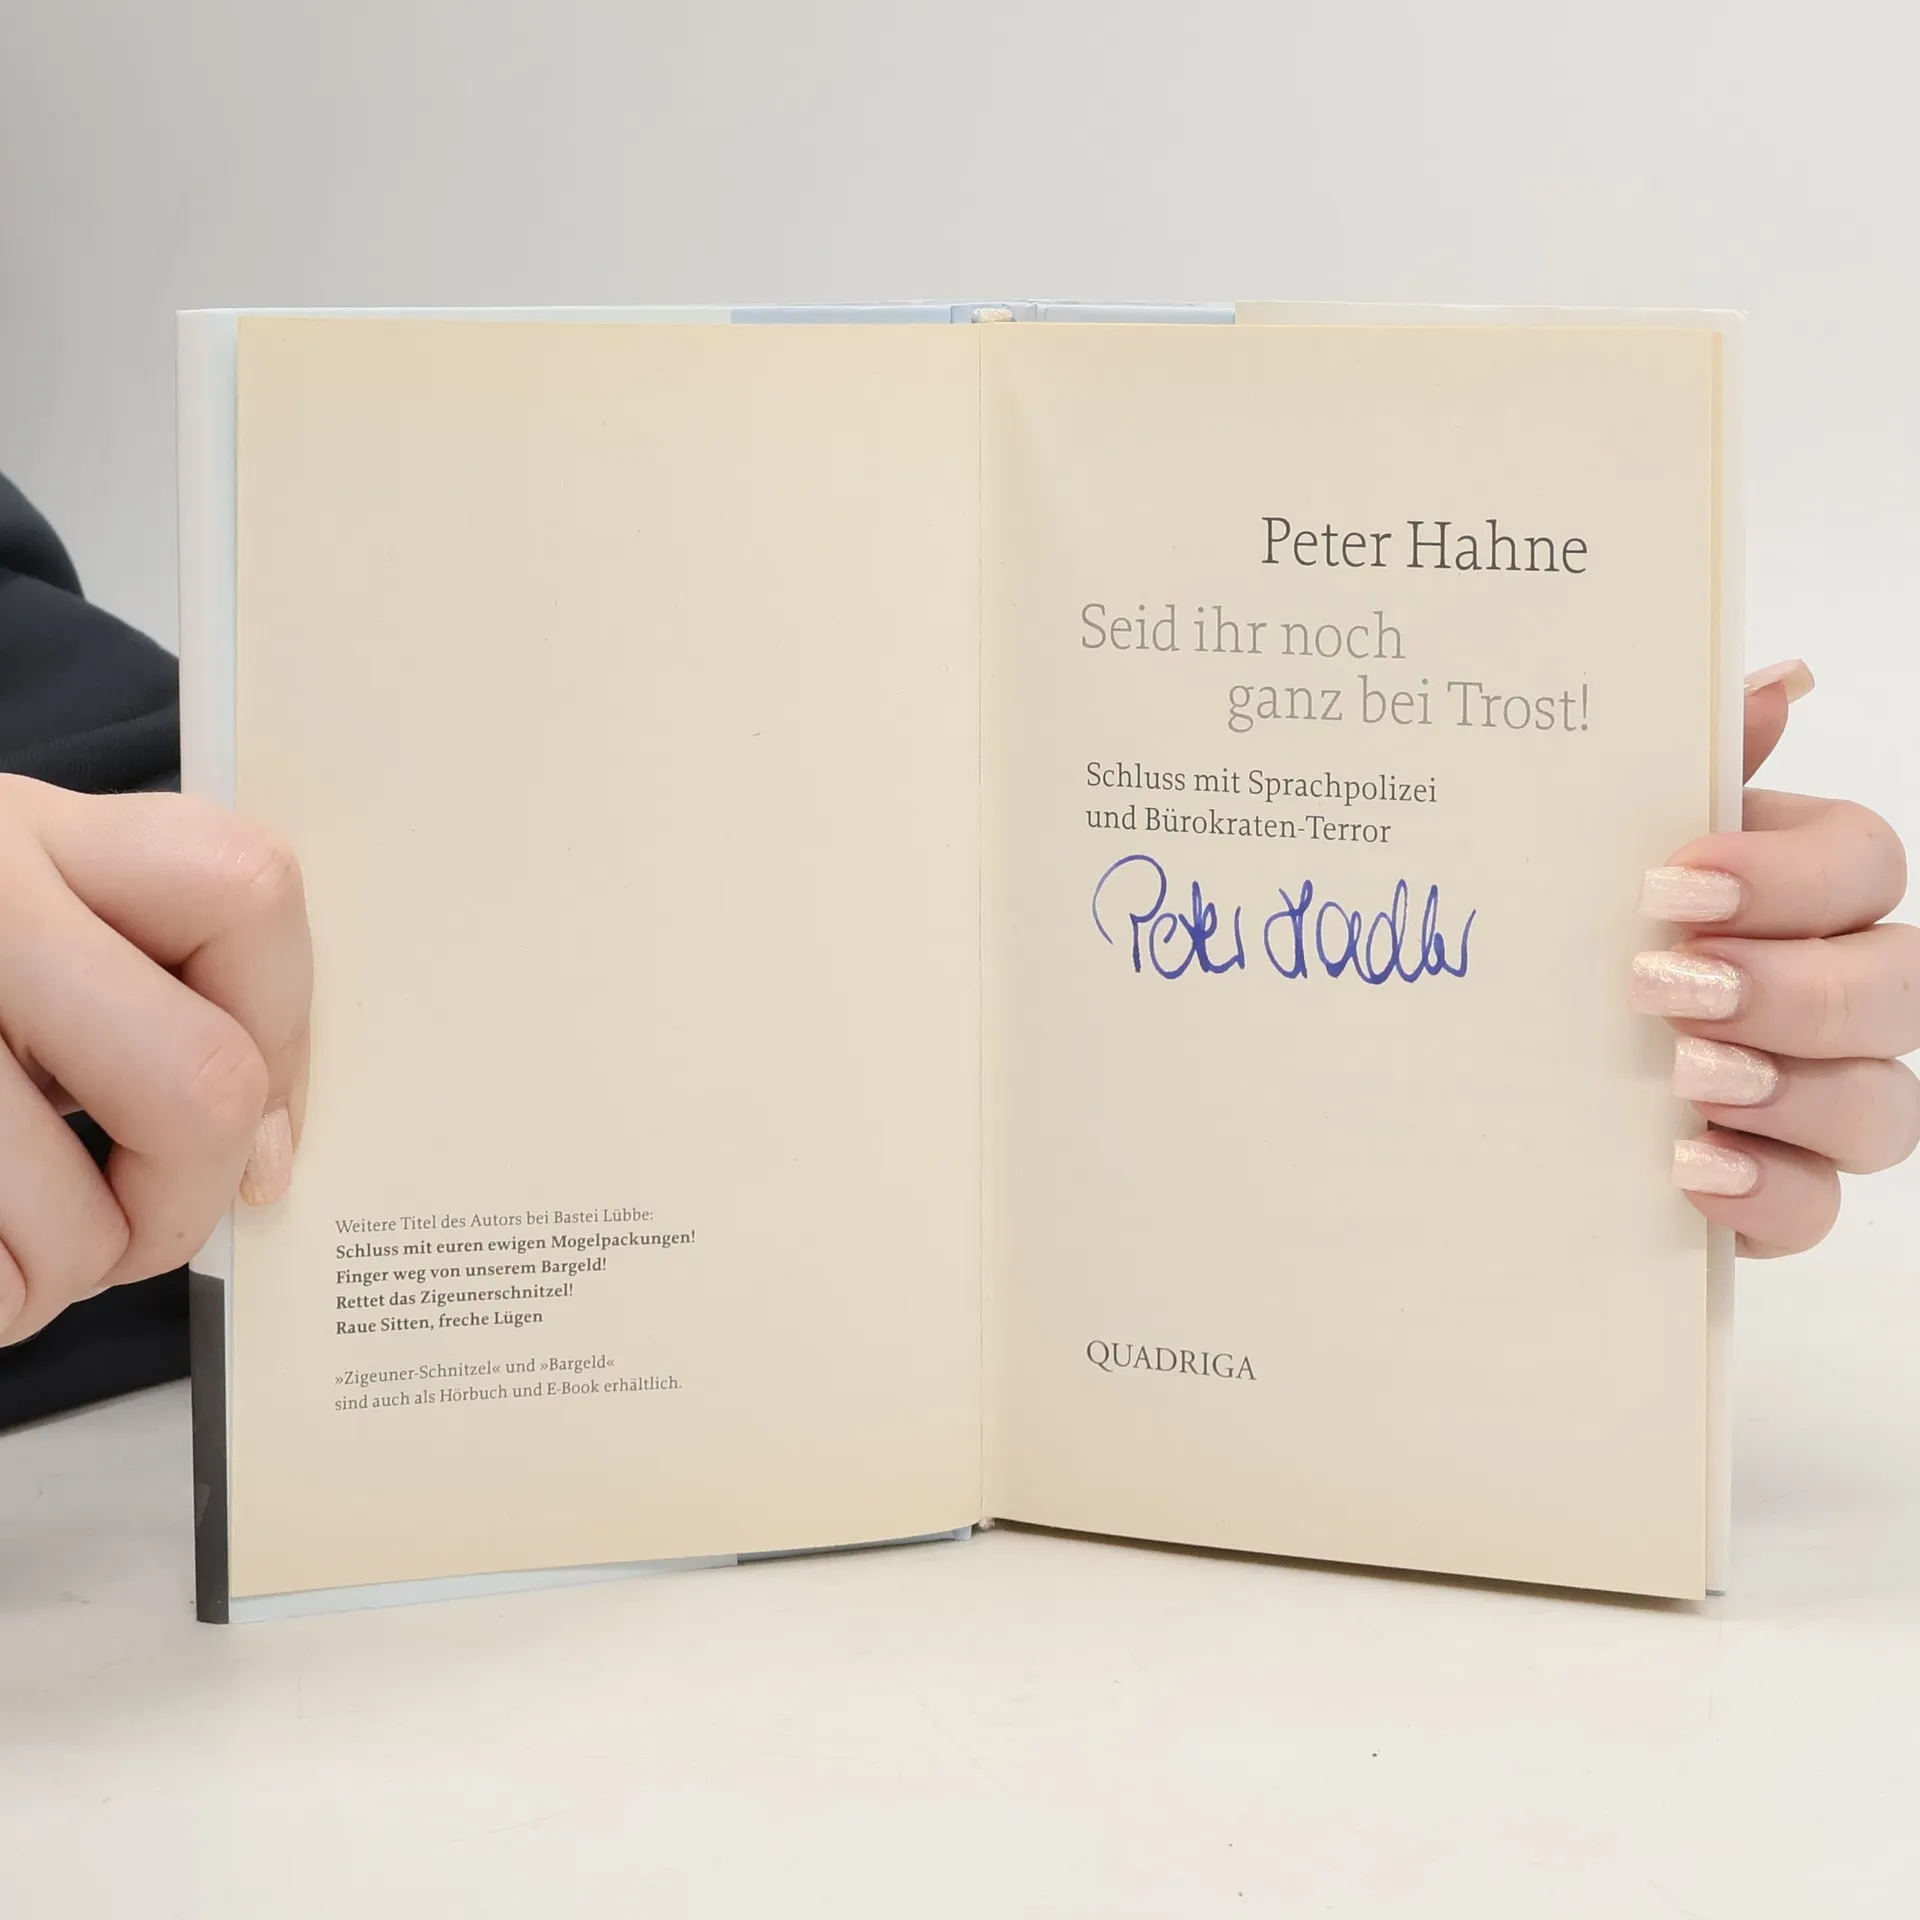 Weitere Titel des Autors bei Bastei Lübbe:
Schluss mit euren ewigen Mogelpackungen!
Finger weg von unserem Bargeld!
Rettet das Zigeunerschnitzel!
Raue Sitten, freche Lügen
»Zigeuner-Schnitzel« und »Bargeld«
sind auch als Hörbuch und E-Book erhältlich.
Peter Hahne
Seid ihr noch
ganz bei Trost!
Schluss mit Sprachpolizei
und Bürokraten-Terror
Peter
QUADRIGA